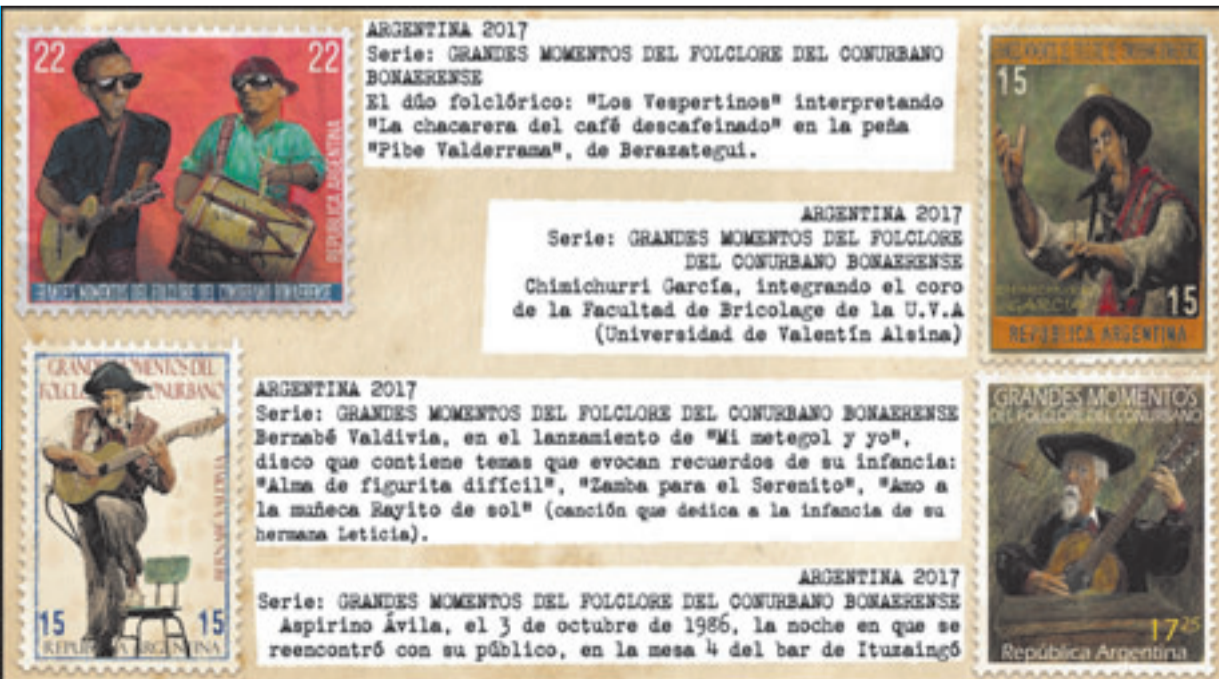 22 22
REPUBLICA ARGENTINA
GRANDES MOMENTOS DEL FOLCLORE DEL CONURBANO BONAERENSE
ARGENTINA 2017
Serie: GRANDES MOMENTOS DEL FOLCLORE DEL CONURBANO
BONAERENSE
El dúo folclórico: "Los Vespertinos" interpretando
"La chacarera del café descafeinado" en la peña
"Pibe Valderrama", de Berazategui.
15
GARCIA
15
REPÚBLICA ARGENTINA
ARGENTINA 2017
Serie: GRANDES MOMENTOS DEL FOLCLORE
DEL CONURBANO BONAERENSE
Chimichurri García, integrando el coro
de la Facultad de Bricolage de la U.V.A
(Universidad de Valentín Alsina)
GRANDES MOMENTOS DEL
FOLCLORE CONURBANO
BERNABE VALDIVIA
15 15
REPUBLICA ARGENTINA
ARGENTINA 2017
Serie: GRANDES MOMENTOS DEL FOLCLORE DEL CONURBANO BONAERENSE
Bernabé Valdivia, en el lanzamiento de "Mi metegol y yo",
disco que contiene temas que evocan recuerdos de su infancia:
"Alma de figurita difícil", "Zamba para el Serenito", "Amo a
la muñeca Rayito de sol" (canción que dedica a la infancia de su
hermana Leticia).
GRANDES MOMENTOS
DEL FOLCLORE DEL CONURBANO
17 25
República Argentina
ARGENTINA 2017
Serie: GRANDES MOMENTOS DEL FOLCLORE DEL CONURBANO BONAERENSE
Aspirino Ávila, el 3 de octubre de 1986, la noche en que se
reencontró con su público, en la mesa 4 del bar de Ituzaingó